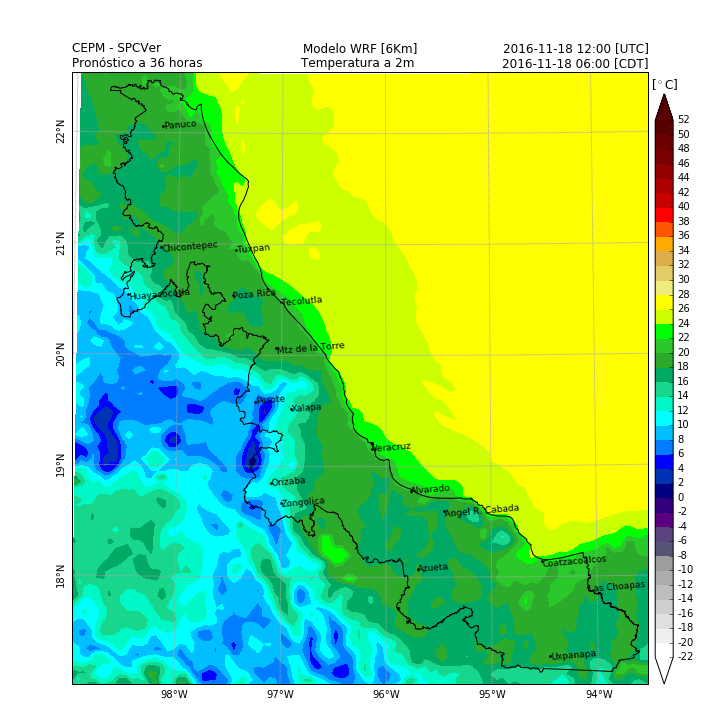 CEPM - SPCVer Modelo WRF [6Km] 2016-11-18 12:00 [UTC]
Pronóstico a 36 horas Temperatura a 2m 2016-11-18 06:00 [CDT]
[°C]
52
50
48
46
44
42
40
38
36
34
32
30
28
26
24
22
20
18
16
14
12
10
8
6
4
2
0
-2
-4
-6
-8
-10
-12
-14
-16
-18
-20
-22
22°N
21°N
20°N
19°N
18°N
Panuco
Chicontepec
Tuxpan
Huayacocotla
Poza Rica
Tecolutla
Mtz de la Torre
Perote
Xalapa
Veracruz
Orizaba
Alvarado
Zongolica
Angel R. Cabada
Azueta
Coatzacoalcos
Las Choapas
Uxpanapa
98°W 97°W 96°W 95°W 94°W